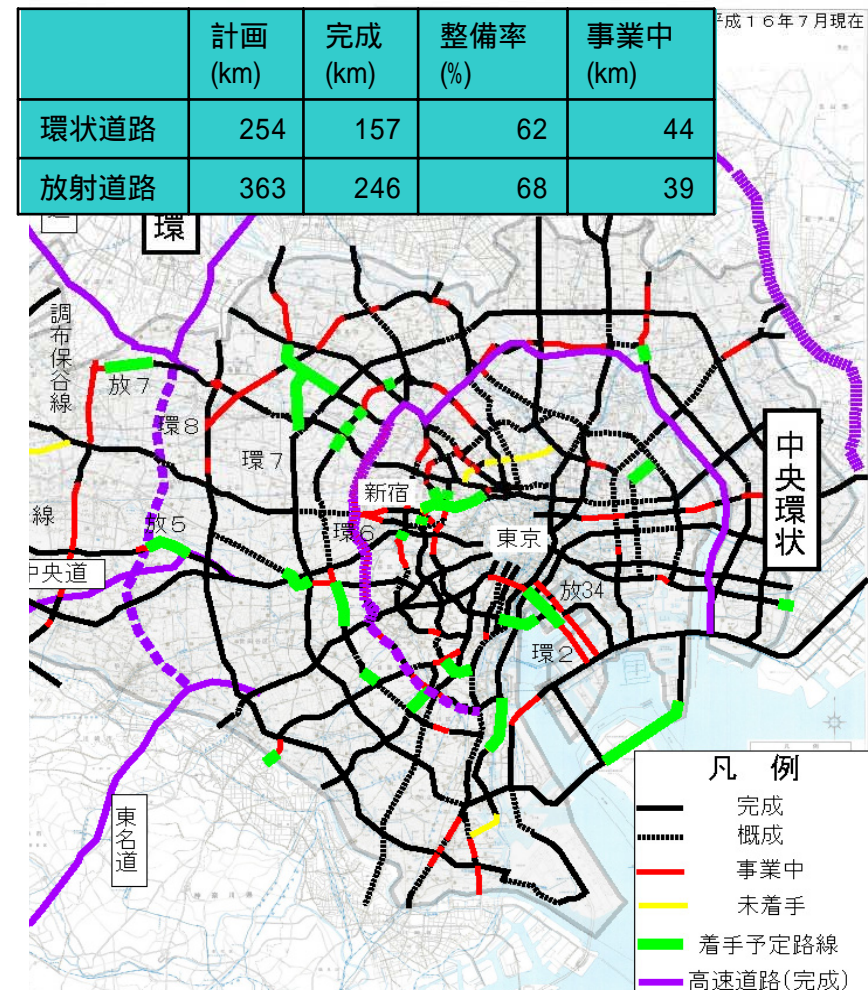 平成１６年７月現在
計画
(km)
完成
(km)
整備率
(%)
事業中
(km)
環状道路 254 157 62 44
放射道路 363 246 68 39
環
調布保谷線
放７
環８
環７
新宿
環６
東京
放５
線
中央道
放34
環２
中央環状
東名道
凡 例
完成
概成
事業中
未着手
着手予定路線
高速道路(完成)